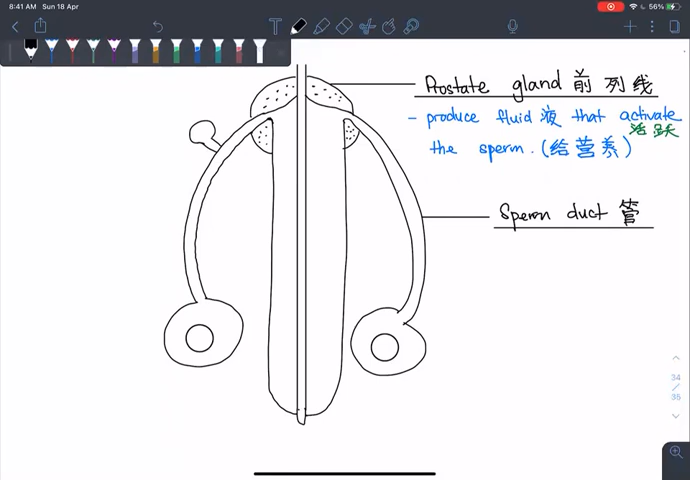 8:41 AM Sun 18 Apr
56%
T
Prostate gland 前列线
- produce fluid 液 that activate
活跃
the sperm. (给营养)
Sperm duct 管
34
/
35